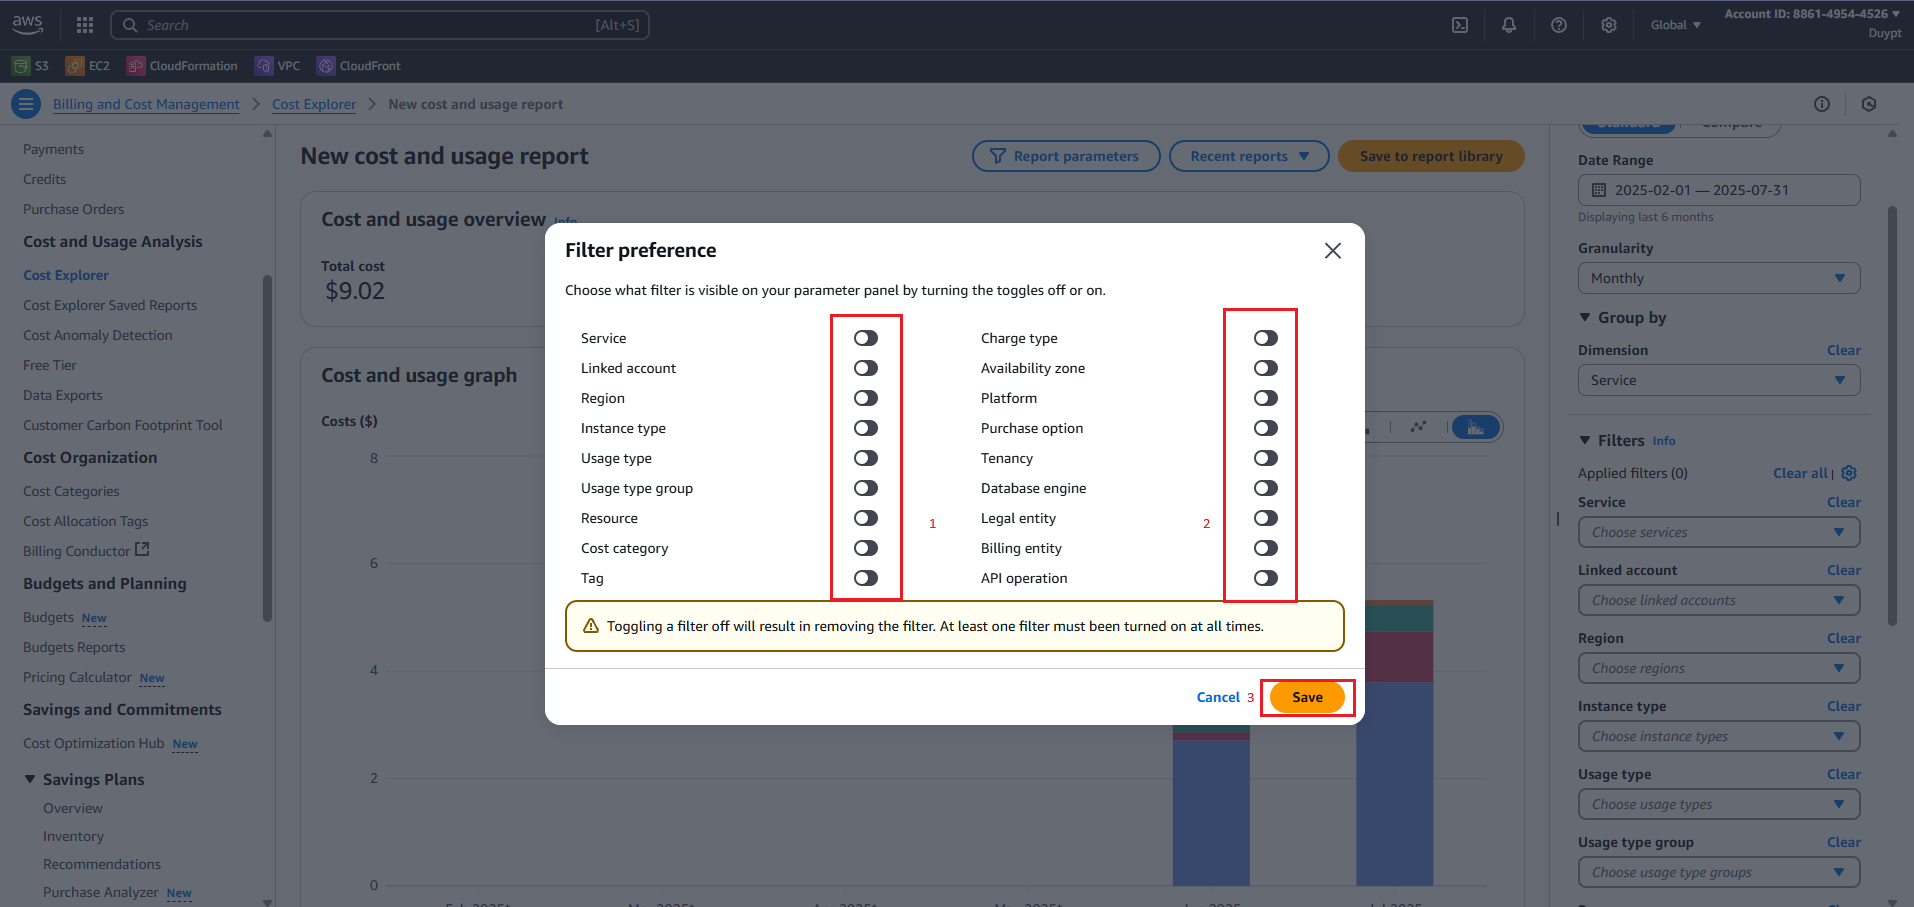 aws
Search
[Alt+S]
Global
Account ID: 8861-4954-4526
Duypt
S3
EC2
CloudFormation
VPC
CloudFront
Billing and Cost Management
Cost Explorer
New cost and usage report
Payments
Credits
Purchase Orders
Cost and Usage Analysis
Cost Explorer
Cost Explorer Saved Reports
Cost Anomaly Detection
Free Tier
Data Exports
Customer Carbon Footprint Tool
Cost Organization
Cost Categories
Cost Allocation Tags
Billing Conductor
Budgets and Planning
Budgets New
Budgets Reports
Pricing Calculator New
Savings and Commitments
Cost Optimization Hub New
Savings Plans
Overview
Inventory
Recommendations
Purchase Analyzer New
New cost and usage report
Report parameters
Recent reports
Save to report library
Cost and usage overview Info
Total cost
$9.02
Cost and usage graph
Costs ($)
8
6
4
2
0
Filter preference
Choose what filter is visible on your parameter panel by turning the toggles off or on.
Service
Linked account
Region
Instance type
Usage type
Usage type group
Resource
Cost category
Tag
1
Charge type
Availability zone
Platform
Purchase option
Tenancy
Database engine
Legal entity
Billing entity
API operation
2
Toggling a filter off will result in removing the filter. At least one filter must been turned on at all times.
Cancel
3
Save
Standard
Compare
Date Range
2025-02-01 — 2025-07-31
Displaying last 6 months
Granularity
Monthly
Group by
Dimension
Clear
Service
Filters Info
Applied filters (0)
Clear all
Service
Clear
Choose services
Linked account
Clear
Choose linked accounts
Region
Clear
Choose regions
Instance type
Clear
Choose instance types
Usage type
Clear
Choose usage types
Usage type group
Clear
Choose usage type groups